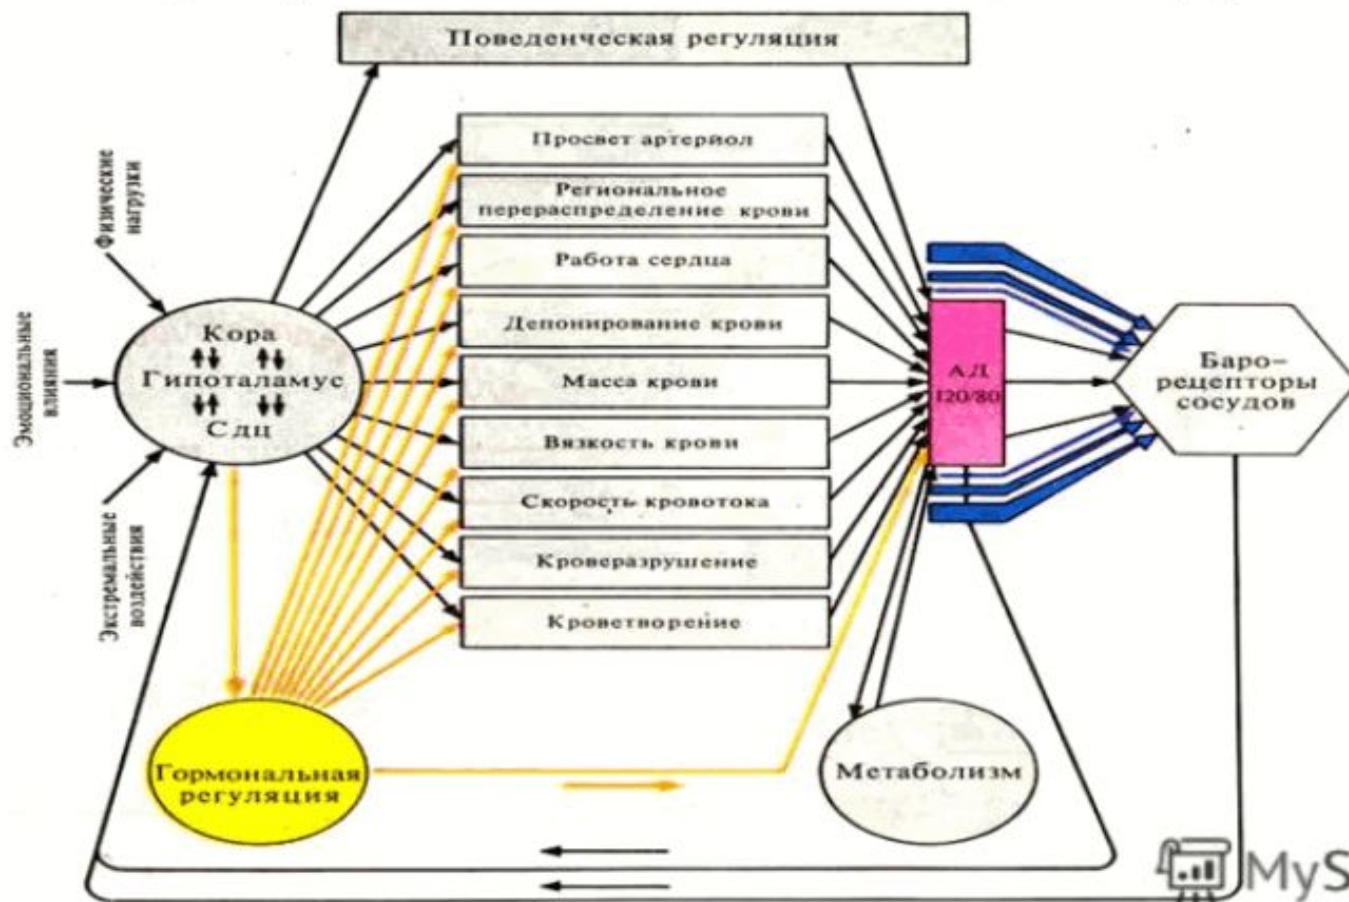 Поведенческая регуляция
Просвет артериол
Региональное
перераспределение крови
Работа сердца
Депонирование крови
Масса крови
Вязкость крови
Скорость кровотока
Кроверазрушение
Кроветворение
Физические
нагрузки
Эмоциональные
влияния
Экстремальные
воздействия
Кора
Гипоталамус
Сдц
Гормональная
регуляция
АД
120/80
Баро-
рецепторы
сосудов
Метаболизм
MyS